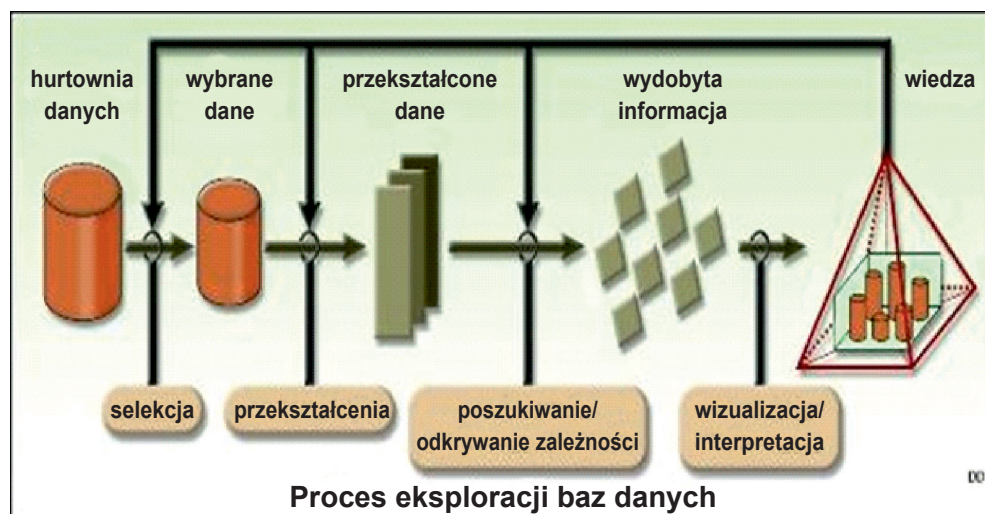 hurtownia
danych
wybrane
dane
przekształcone
dane
wydobyta
informacja
wiedza
selekcja
przekształcenia
poszukiwanie/
odkrywanie zależności
wizualizacja/
interpretacja
Proces eksploracji baz danych